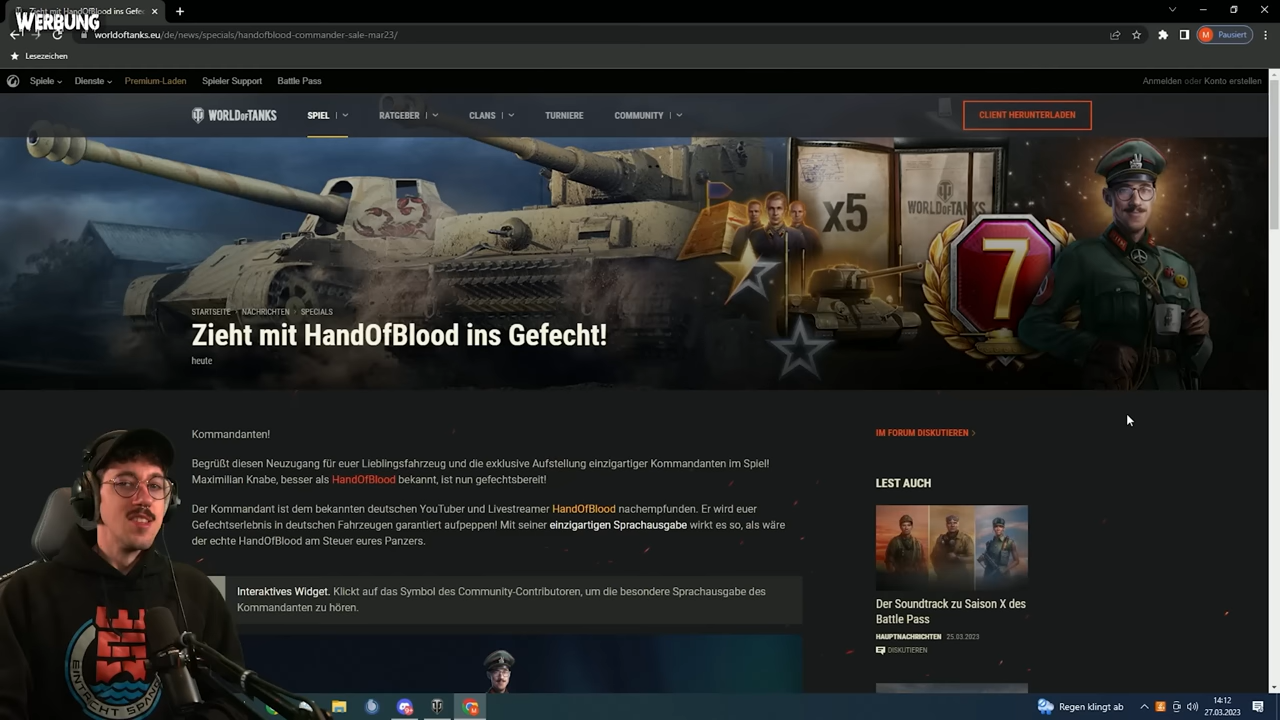 WERBUNG
Zieht mit HandOfBlood ins Gefe
worldoftanks.eu/de/news/specials/handofblood-commander-sale-mar23/
M Pausiert
Lesezeichen
Spiele Dienste Premium-Laden Spieler Support Battle Pass Anmelden oder Konto erstellen
WORLD OF TANKS SPIEL RATGEBER CLANS TURNIERE COMMUNITY CLIENT HERUNTERLADEN
x5
WORLD OF TANKS
7
STARTSEITE NACHRICHTEN SPECIALS
Zieht mit HandOfBlood ins Gefecht!
heute
Kommandanten!
Begrüßt diesen Neuzugang für euer Lieblingsfahrzeug und die exklusive Aufstellung einzigartiger Kommandanten im Spiel!
Maximilian Knabe, besser als HandOfBlood bekannt, ist nun gefechtsbereit!
Der Kommandant ist dem bekannten deutschen YouTuber und Livestreamer HandOfBlood nachempfunden. Er wird euer
Gefechtserlebnis in deutschen Fahrzeugen garantiert aufpeppen! Mit seiner einzigartigen Sprachausgabe wirkt es so, als wäre
der echte HandOfBlood am Steuer eures Panzers.
Interaktives Widget. Klickt auf das Symbol des Community-Contributoren, um die besondere Sprachausgabe des
Kommandanten zu hören.
IM FORUM DISKUTIEREN
LEST AUCH
Der Soundtrack zu Saison X des
Battle Pass
HAUPTNACHRICHTEN 25.03.2023
DISKUTIEREN
EINTRACHT SPAN
Regen klingt ab
14:12
27.03.2023